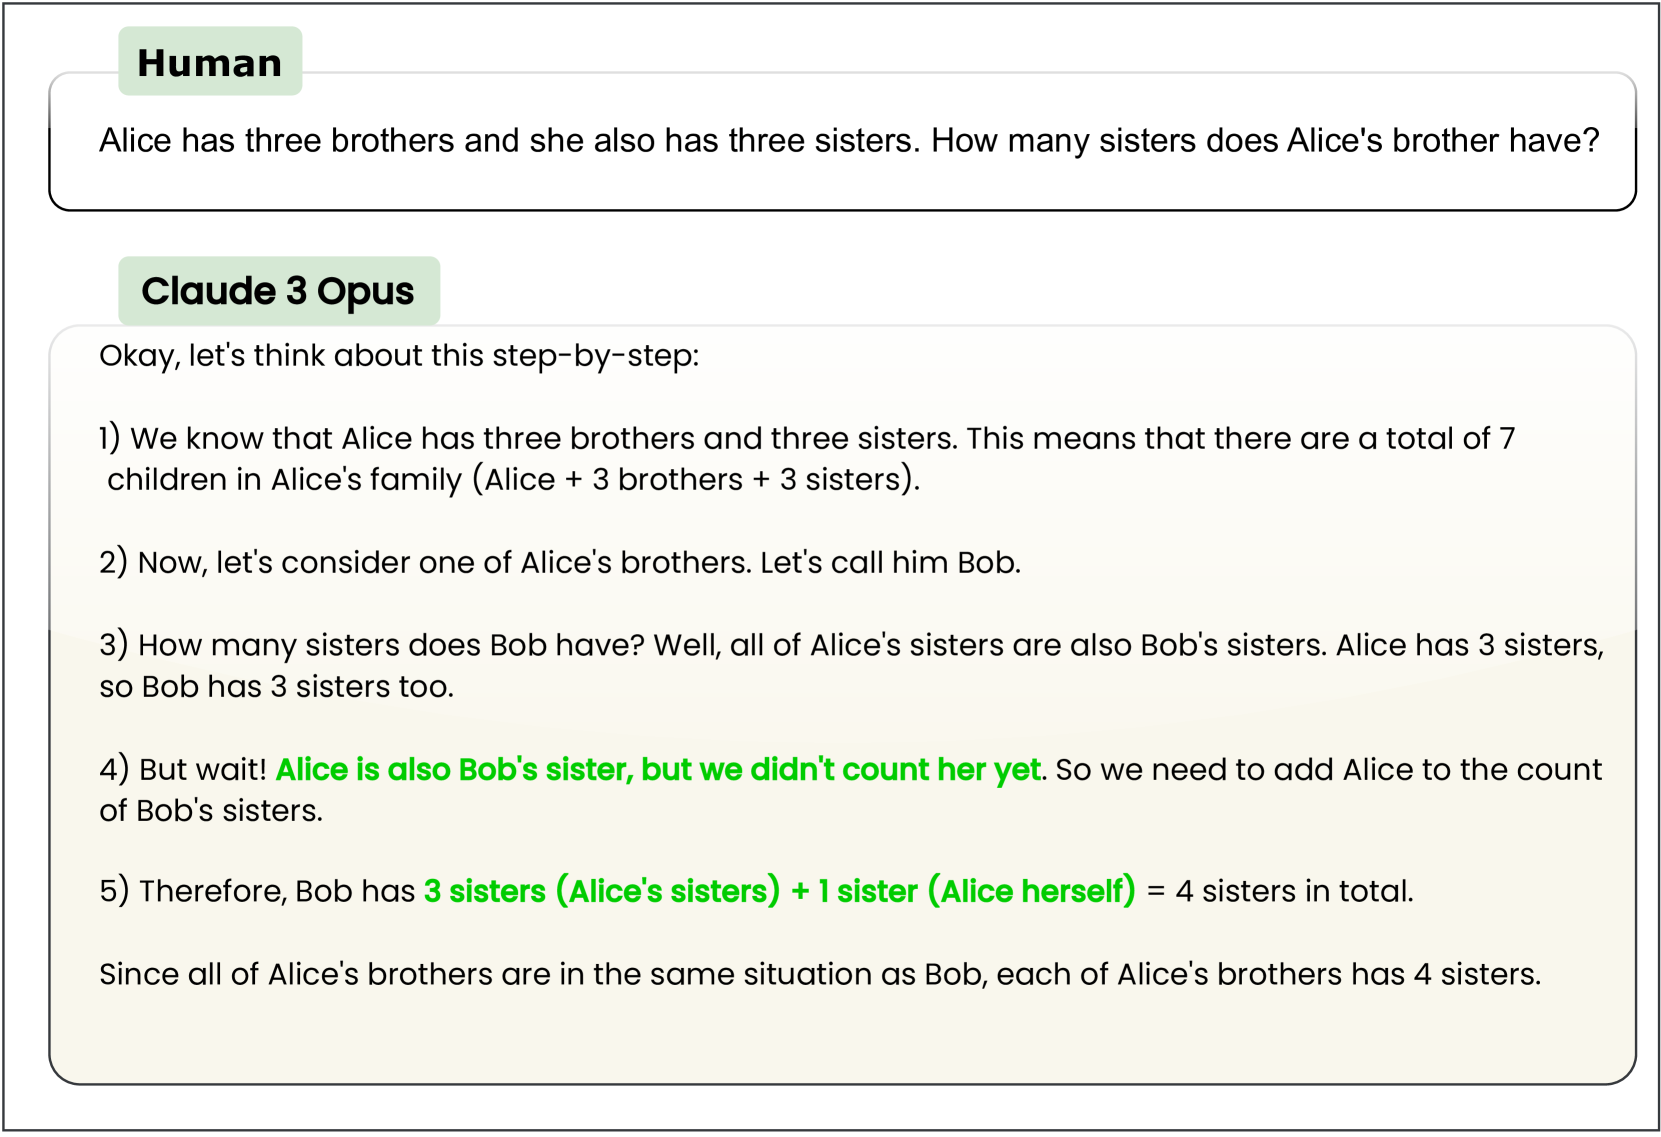 Human
Alice has three brothers and she also has three sisters. How many sisters does Alice's brother have?
Claude 3 Opus
Okay, let's think about this step-by-step:
1) We know that Alice has three brothers and three sisters. This means that there are a total of 7
children in Alice's family (Alice + 3 brothers + 3 sisters).
2) Now, let's consider one of Alice's brothers. Let's call him Bob.
3) How many sisters does Bob have? Well, all of Alice's sisters are also Bob's sisters. Alice has 3 sisters,
so Bob has 3 sisters too.
4) But wait! Alice is also Bob's sister, but we didn't count her yet. So we need to add Alice to the count
of Bob's sisters.
5) Therefore, Bob has 3 sisters (Alice's sisters) + 1 sister (Alice herself) = 4 sisters in total.
Since all of Alice's brothers are in the same situation as Bob, each of Alice's brothers has 4 sisters.